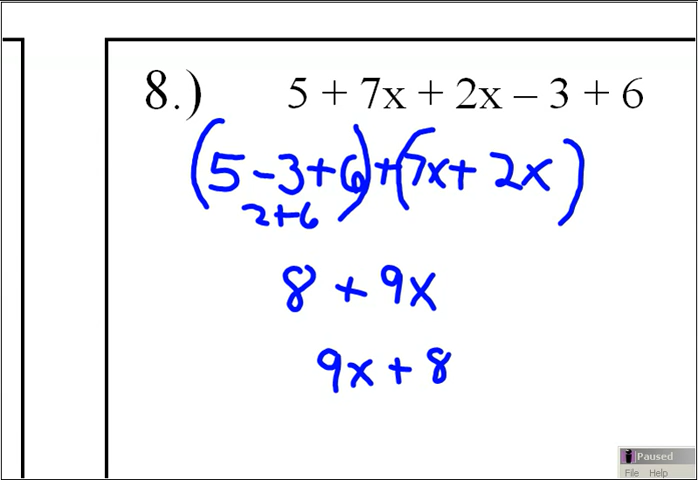 8.) 5 + 7x + 2x – 3 + 6
(5 - 3 + 6) + (7x + 2x)
2 + 6
8 + 9x
9x + 8
Paused
File Help